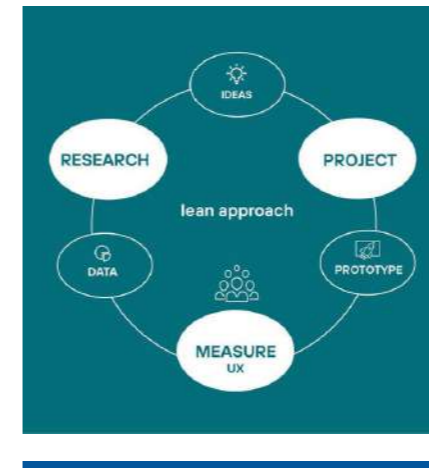 IDEAS
RESEARCH
PROJECT
lean approach
DATA
PROTOTYPE
MEASURE
UX